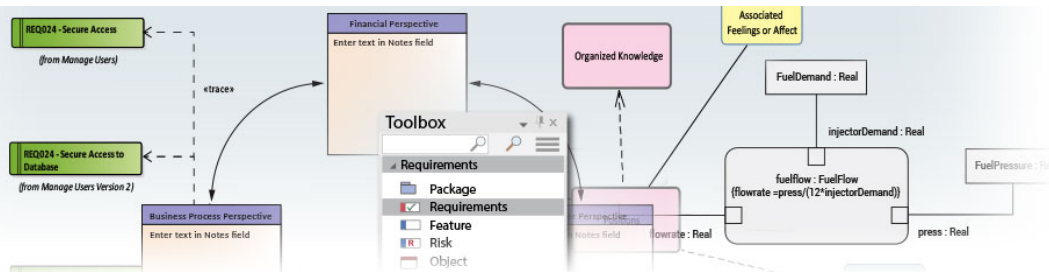 REQ024 - Secure Access
(from Manage Users)
«trace»
REQ024 - Secure Access to
Database
(from Manage Users Version 2)
Financial Perspective
Enter text in Notes field
Business Process Perspective
Enter text in Notes field
Toolbox
Requirements
Package
Requirements
Feature
Risk
Object
Organized Knowledge
Associated
Feelings or Affect
Perspective
Notes field
flowrate : Real
FuelDemand : Real
injectorDemand : Real
fuelflow : FuelFlow
{flowrate =press/(12*injectorDemand)}
FuelPressure :
press : Real